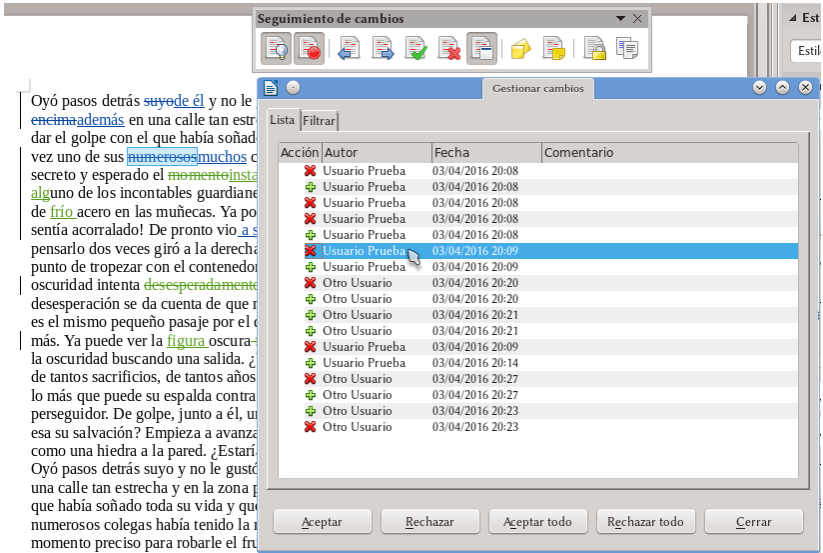 Seguimiento de cambios
Est
Estil
Gestionar cambios
Lista
Filtrar
Acción Autor Fecha Comentario
Usuario Prueba 03/04/2016 20:08
Usuario Prueba 03/04/2016 20:08
Usuario Prueba 03/04/2016 20:08
Usuario Prueba 03/04/2016 20:08
Usuario Prueba 03/04/2016 20:08
Usuario Prueba 03/04/2016 20:09
Usuario Prueba 03/04/2016 20:09
Otro Usuario 03/04/2016 20:20
Otro Usuario 03/04/2016 20:20
Otro Usuario 03/04/2016 20:21
Otro Usuario 03/04/2016 20:21
Usuario Prueba 03/04/2016 20:09
Usuario Prueba 03/04/2016 20:14
Otro Usuario 03/04/2016 20:27
Otro Usuario 03/04/2016 20:27
Otro Usuario 03/04/2016 20:23
Otro Usuario 03/04/2016 20:23
Aceptar
Rechazar
Aceptar todo
Rechazar todo
Cerrar
Oyó pasos detrás suyode él y no le
encimaademás en una calle tan estr
dar el golpe con el que había soñad
vez uno de sus numerososmuchos c
secreto y esperado el momentoinsta
alguno de los incontables guardiane
de frío acero en las muñecas. Ya po
sentía acorralado! De pronto vio a s
pensarlo dos veces giró a la derecha
punto de tropezar con el contenedor
oscuridad intenta desesperadamente
desesperación se da cuenta de que
es el mismo pequeño pasaje por el
más. Ya puede ver la figura oscura
la oscuridad buscando una salida. ¿
de tantos sacrificios, de tantos años
lo más que puede su espalda contra
perseguidor. De golpe, junto a él, u
esa su salvación? Empieza a avanza
como una hiedra a la pared. ¿Estarí
Oyó pasos detrás suyo y no le gustó
una calle tan estrecha y en la zona p
que había soñado toda su vida y qu
numerosos colegas había tenido la
momento preciso para robarle el fru